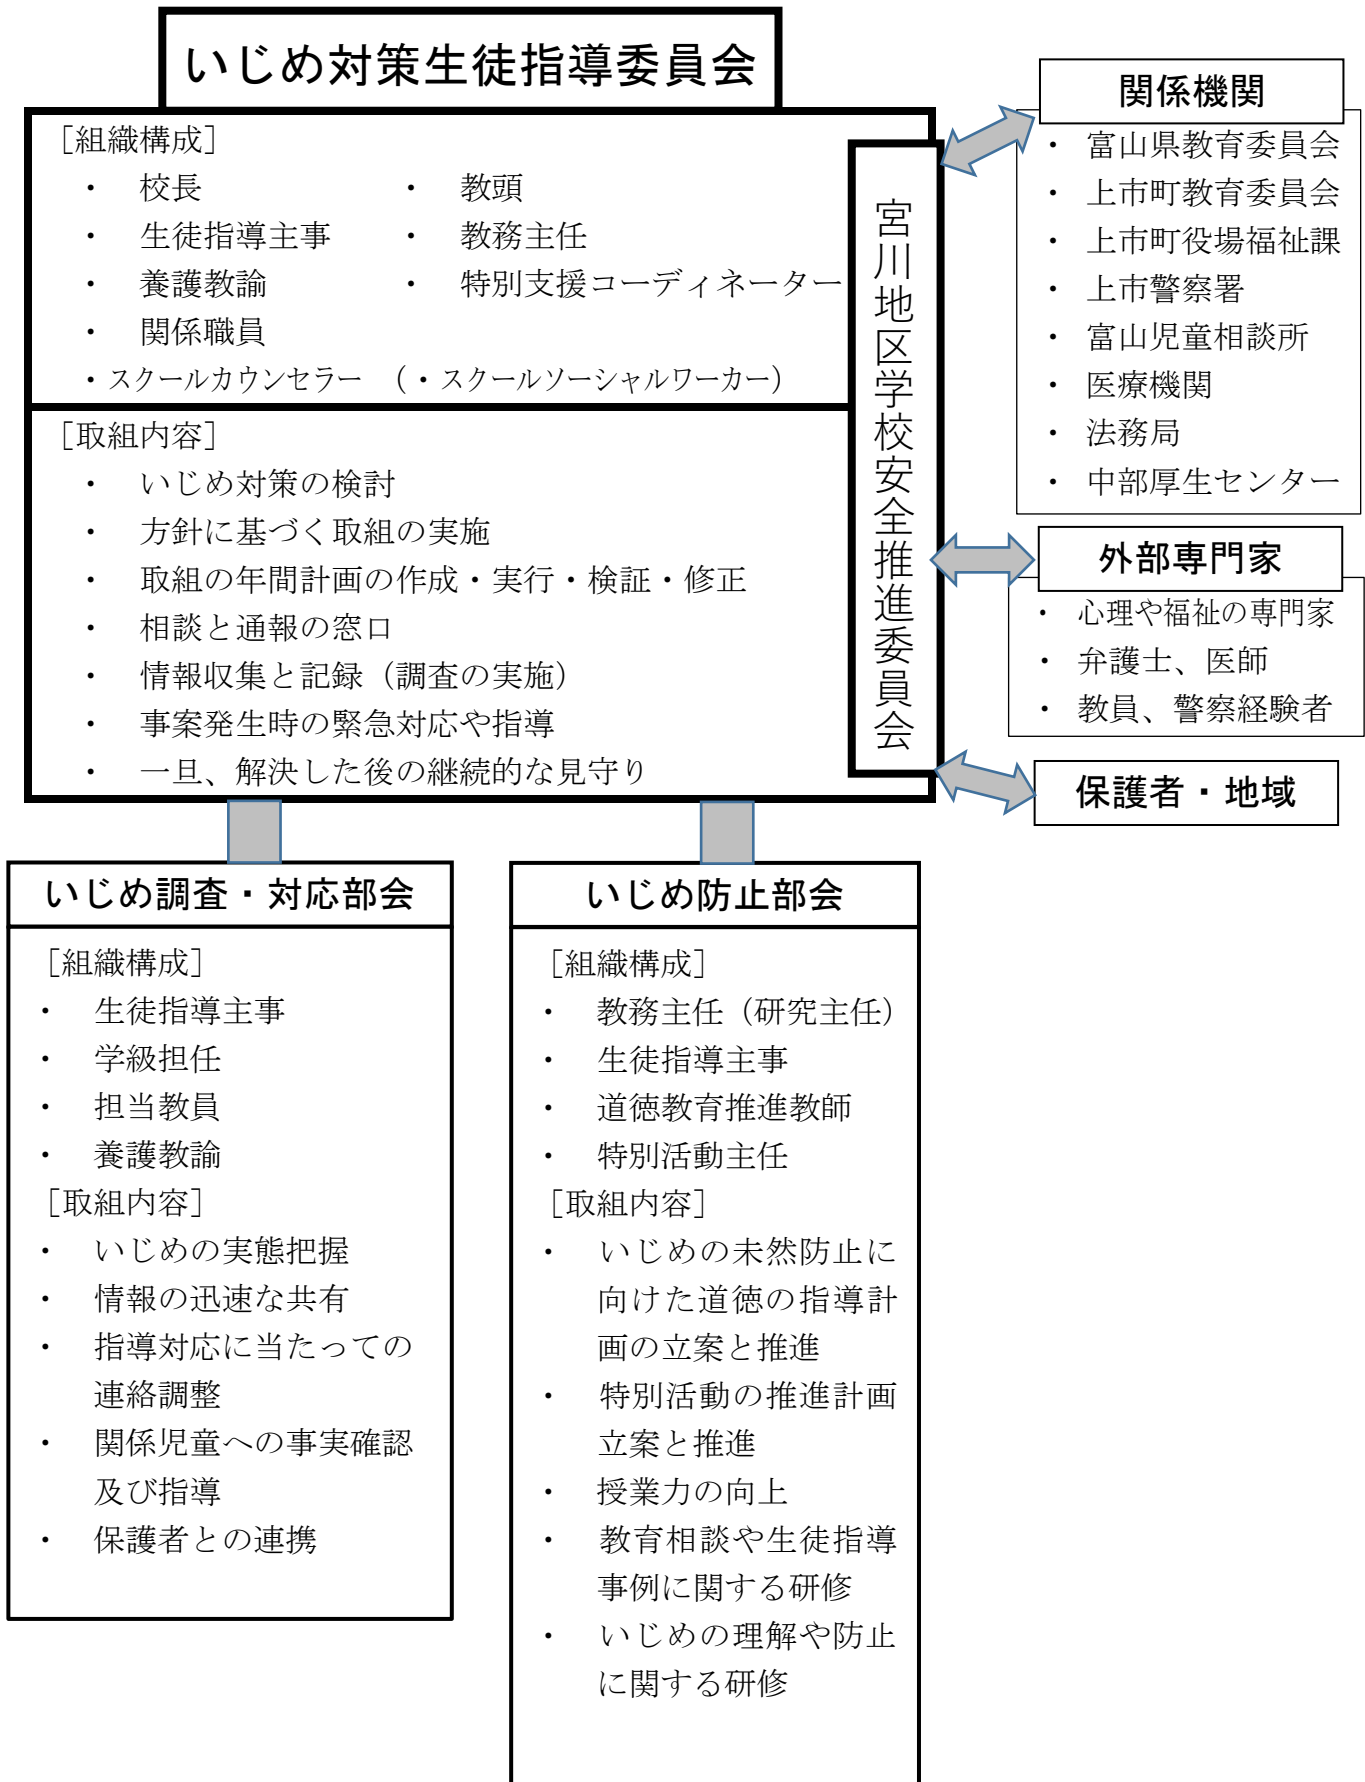 いじめ対策生徒指導委員会
［組織構成］
・　校長　・　教頭
・　生徒指導主事　・　教務主任
・　養護教諭　・　特別支援コーディネーター
・　関係職員
・スクールカウンセラー　（・スクールソーシャルワーカー）
［取組内容］
・　いじめ対策の検討
・　方針に基づく取組の実施
・　取組の年間計画の作成・実行・検証・修正
・　相談と通報の窓口
・　情報収集と記録（調査の実施）
・　事案発生時の緊急対応や指導
・　一旦、解決した後の継続的な見守り
宮川地区学校安全推進委員会
関係機関
・　富山県教育委員会
・　上市町教育委員会
・　上市町役場福祉課
・　上市警察署
・　富山児童相談所
・　医療機関
・　法務局
・　中部厚生センター
外部専門家
・　心理や福祉の専門家
・　弁護士、医師
・　教員、警察経験者
保護者・地域
いじめ調査・対応部会
［組織構成］
・　生徒指導主事
・　学級担任
・　担当教員
・　養護教諭
［取組内容］
・　いじめの実態把握
・　情報の迅速な共有
・　指導対応に当たっての
連絡調整
・　関係児童への事実確認
及び指導
・　保護者との連携
いじめ防止部会
［組織構成］
・　教務主任（研究主任）
・　生徒指導主事
・　道徳教育推進教師
・　特別活動主任
［取組内容］
・　いじめの未然防止に
向けた道徳の指導計
画の立案と推進
・　特別活動の推進計画
立案と推進
・　授業力の向上
・　教育相談や生徒指導
事例に関する研修
・　いじめの理解や防止
に関する研修